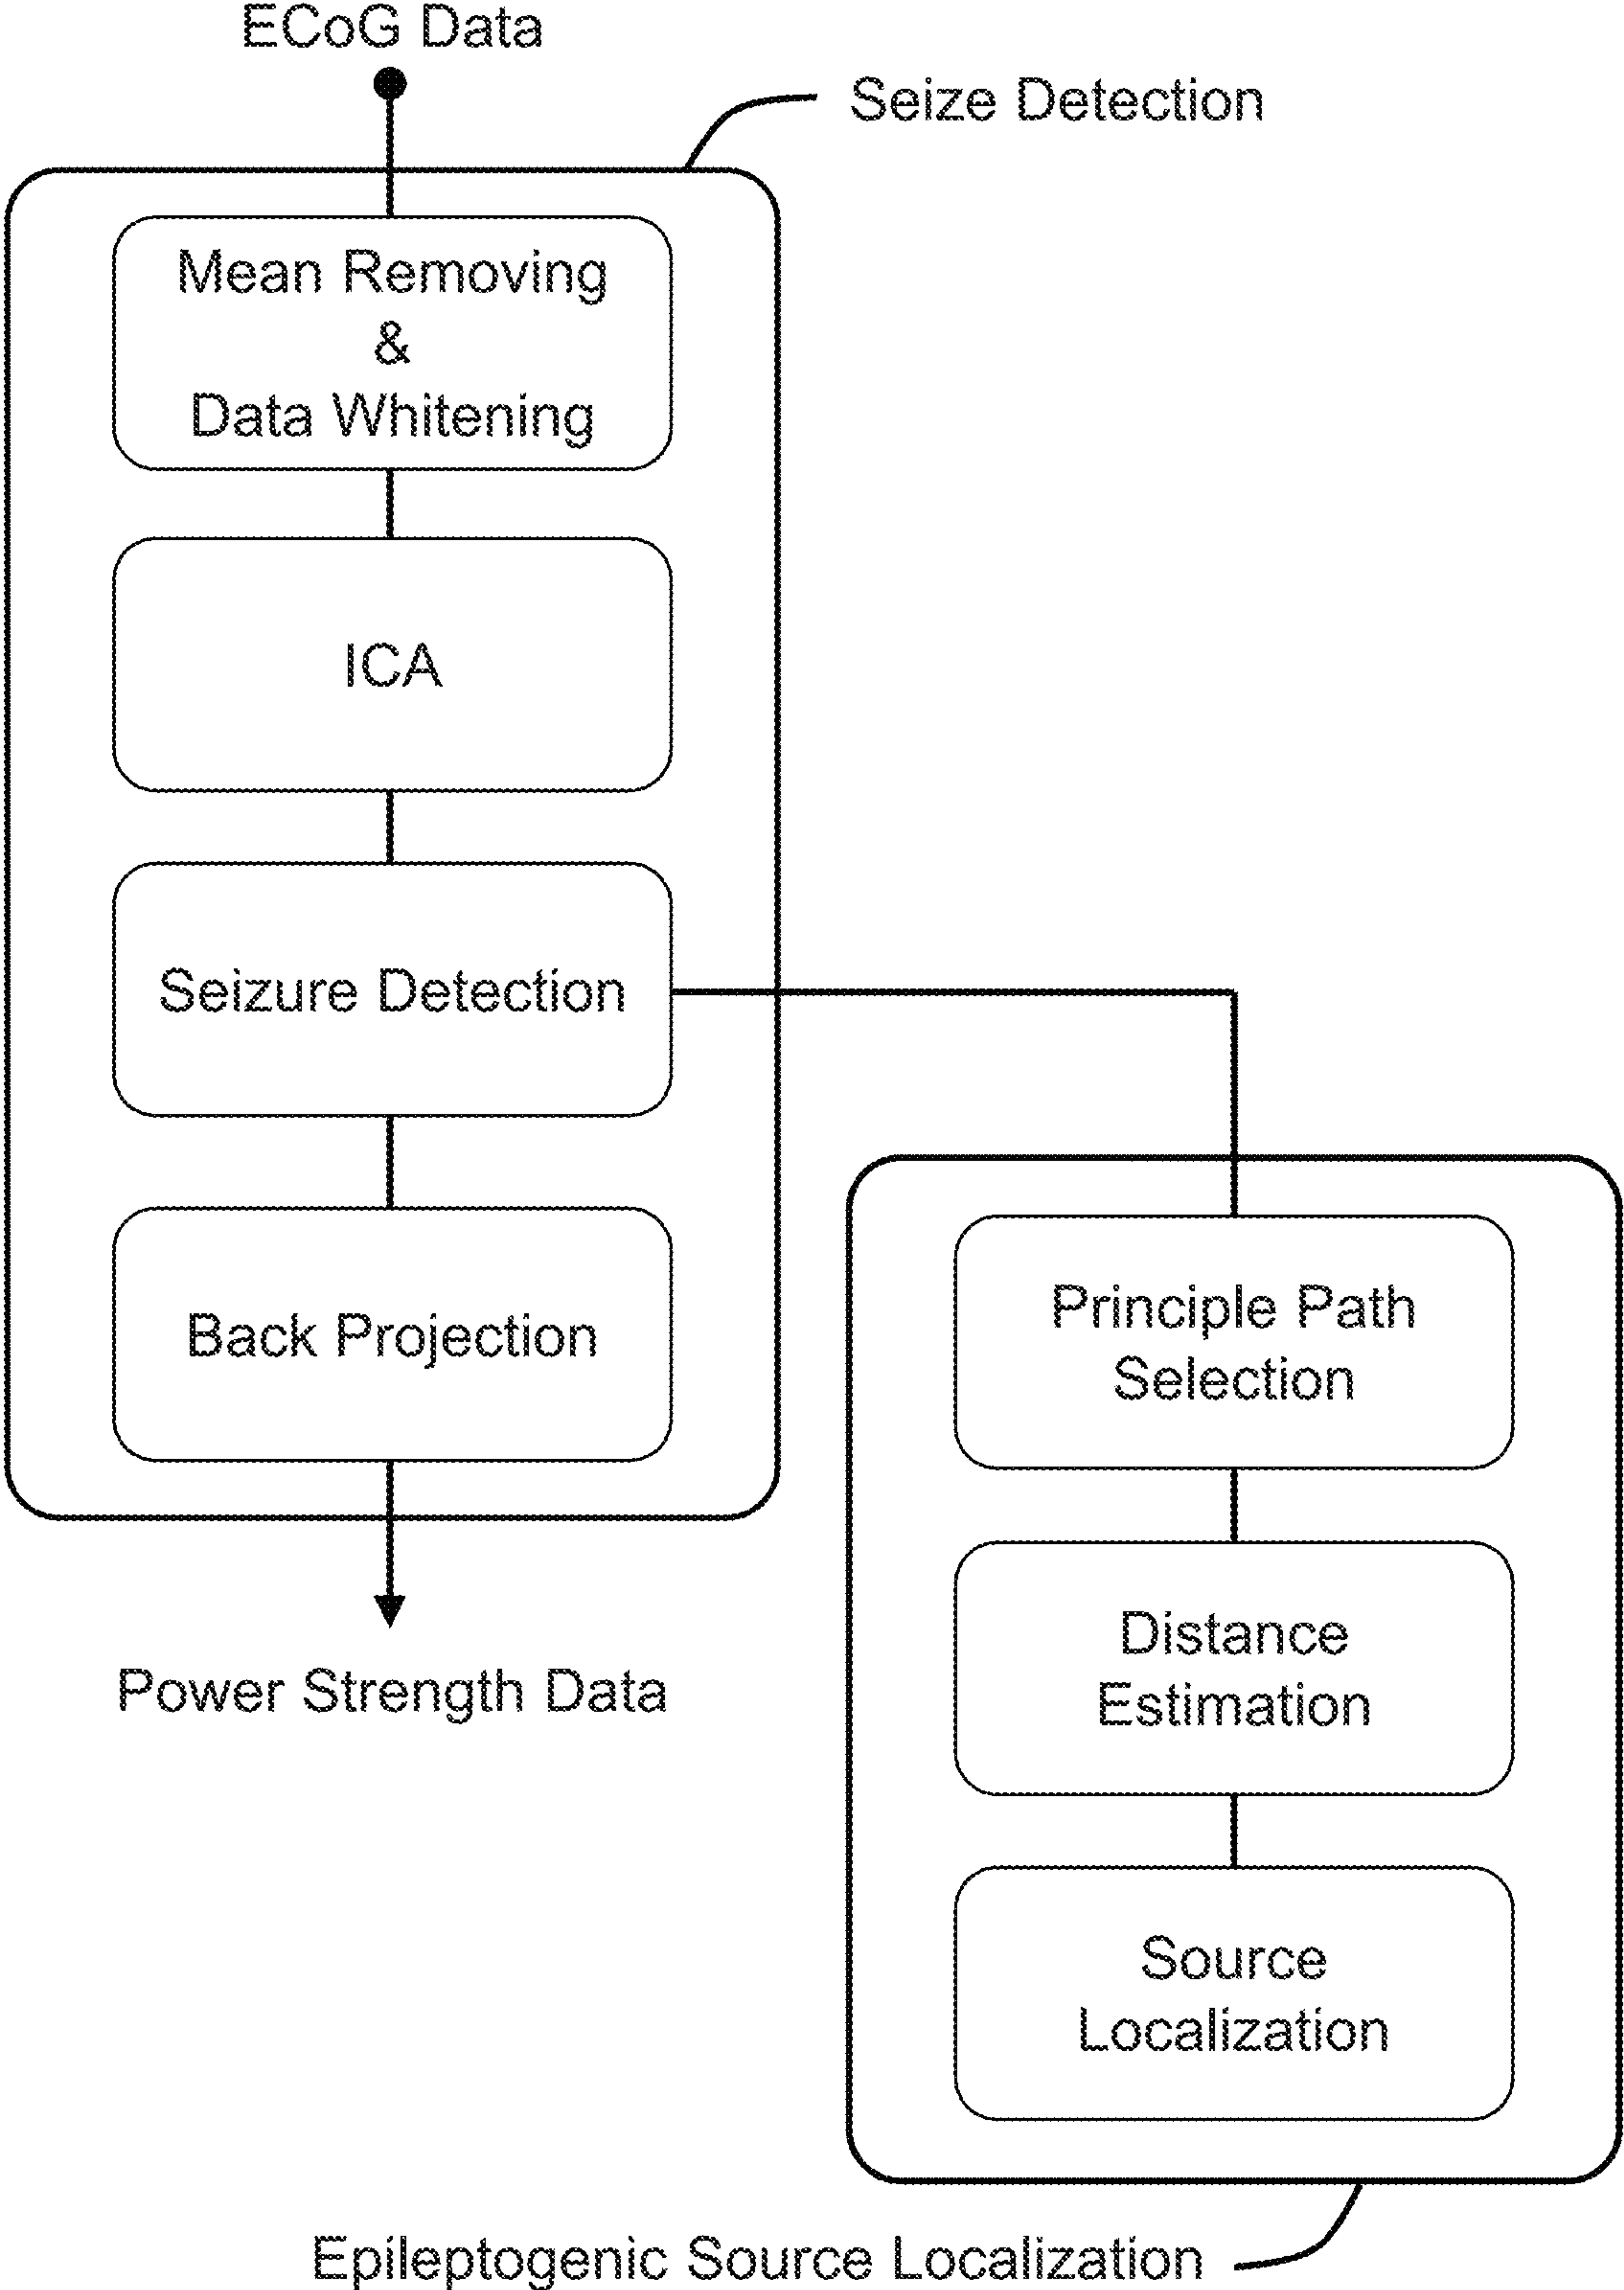 ECoG Data
Seize Detection
Mean Removing
&
Data Whitening
ICA
Seizure Detection
Back Projection
Power Strength Data
Principle Path
Selection
Distance
Estimation
Source
Localization
Epileptogenic Source Localization